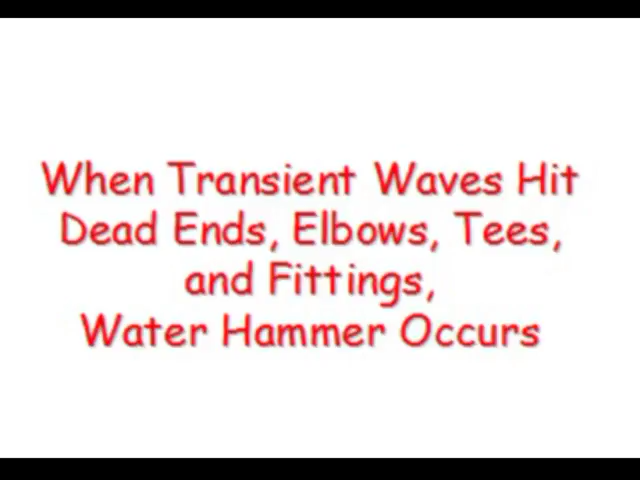 When Transient Waves Hit
Dead Ends, Elbows, Tees,
and Fittings,
Water Hammer Occurs